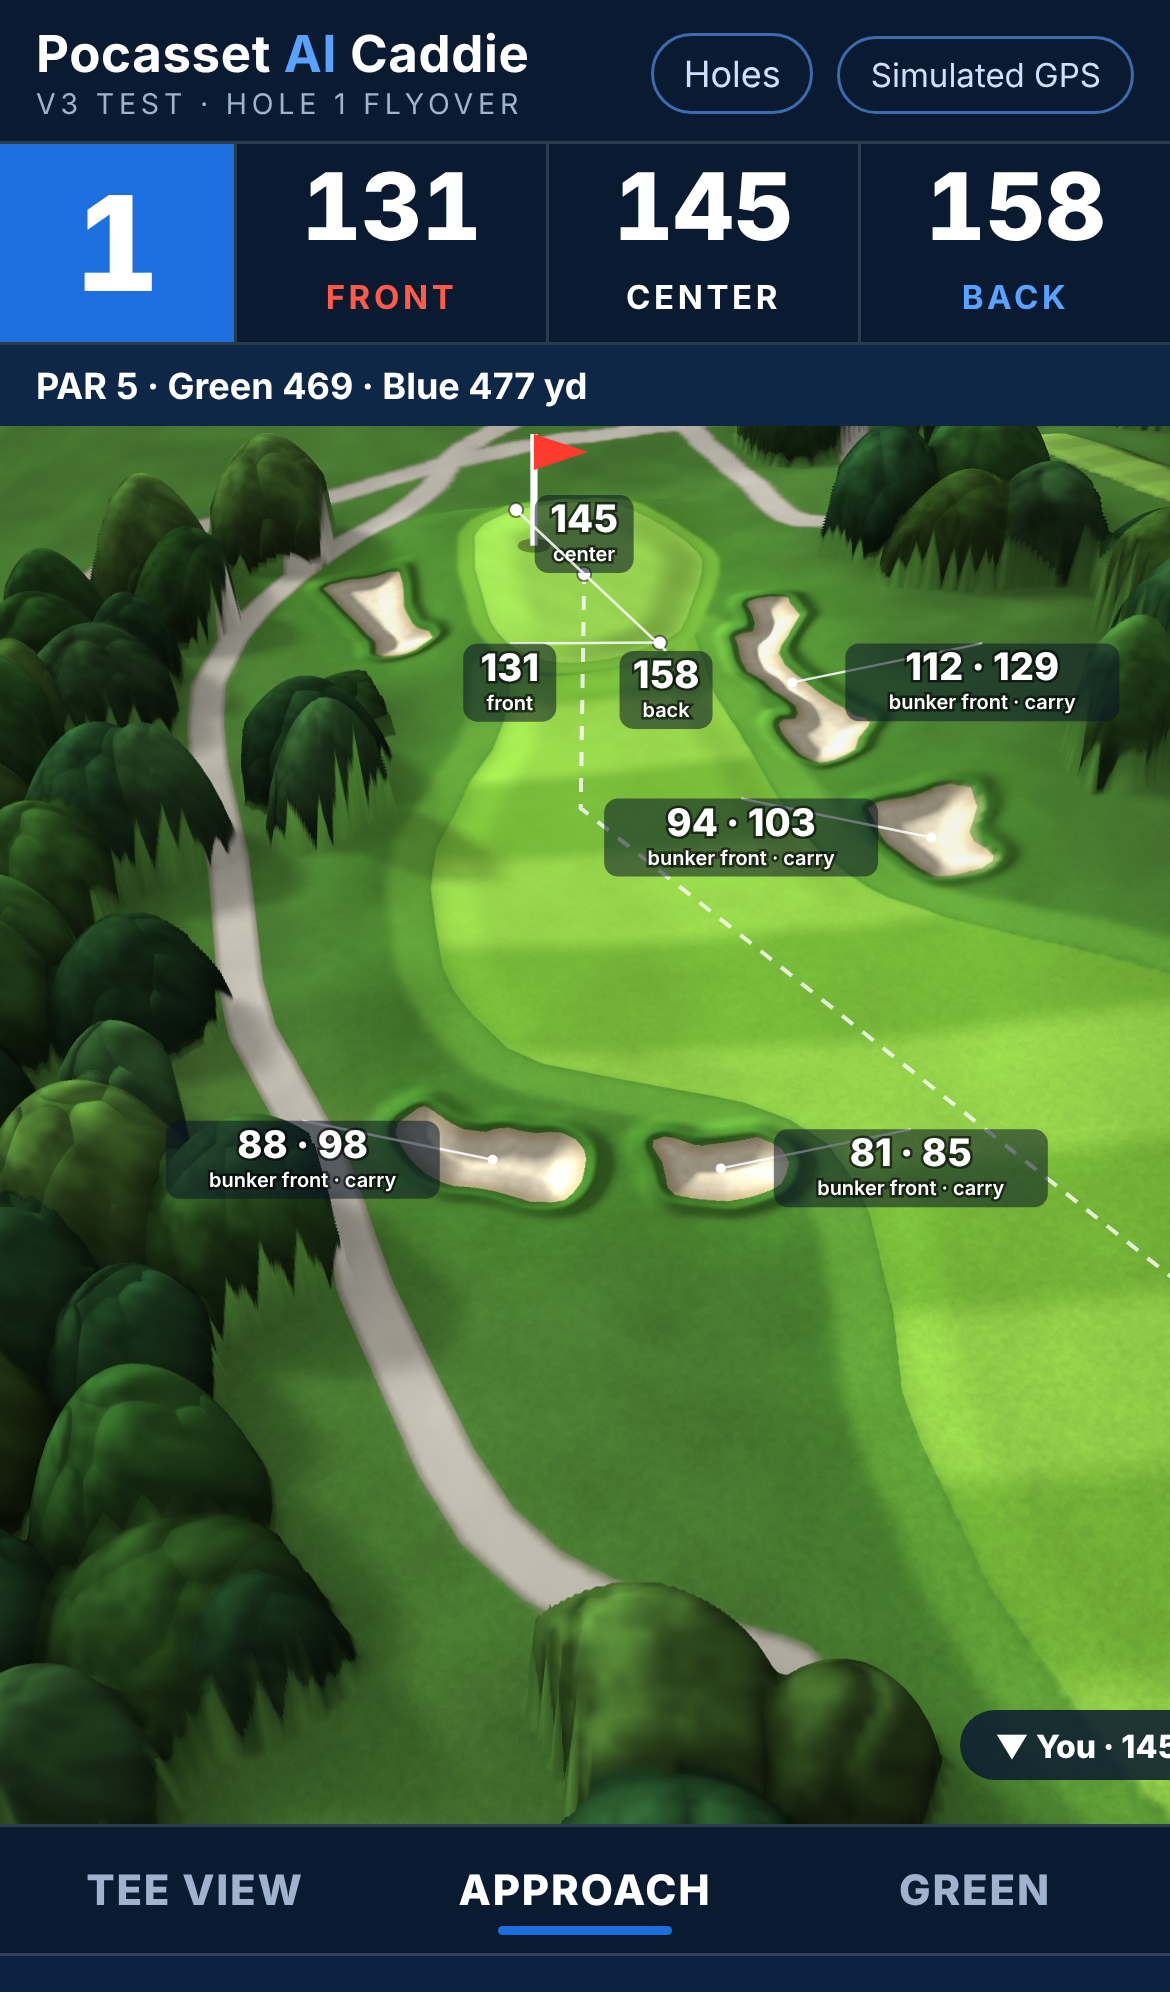 Pocasset AI Caddie
V3 TEST · HOLE 1 FLYOVER
Holes
Simulated GPS
1
131
FRONT
145
CENTER
158
BACK
PAR 5 · Green 469 · Blue 477 yd
145
center
131
front
158
back
112 · 129
bunker front · carry
94 · 103
bunker front · carry
88 · 98
bunker front · carry
81 · 85
bunker front · carry
▼ You · 145
TEE VIEW
APPROACH
GREEN